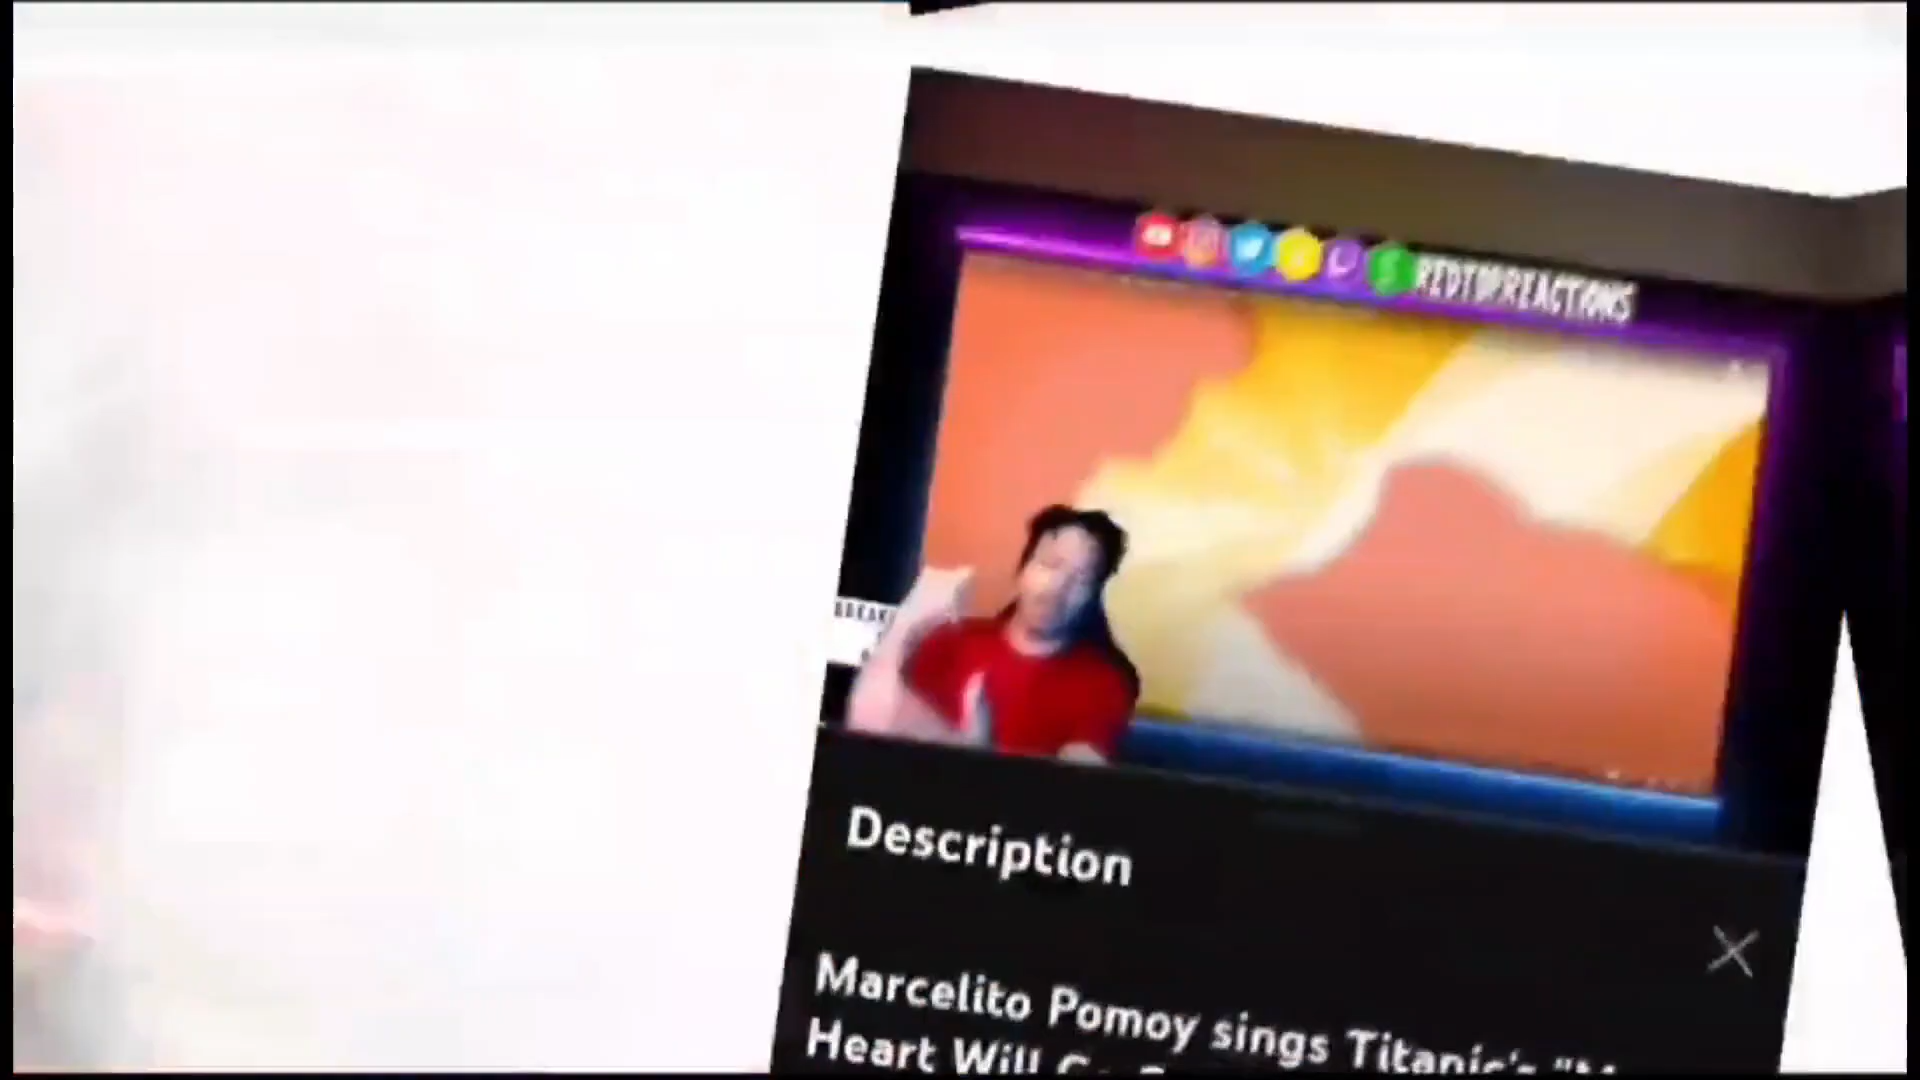 REDTOPREACTIONS
Description
Marcelito Pomoy sings Titanic's "M
Heart Will